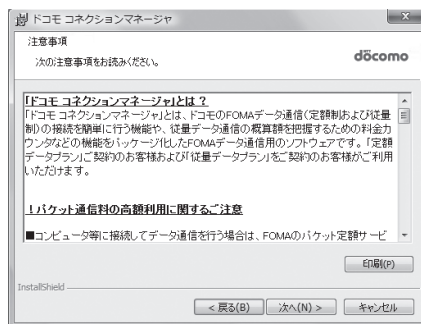 ドコモ コネクションマネージャ
注意事項
次の注意事項をお読みください。
döcomo
「ドコモ コネクションマネージャ」とは？
「ドコモ コネクションマネージャ」とは、ドコモのFOMAデータ通信(定額制および従量
制)の接続を簡単に行う機能や、従量データ通信の概算額を把握するための料金カ
ウンタなどの機能をパッケージ化したFOMAデータ通信用のソフトウェアです。「定額
データプラン」ご契約のお客様および「従量データプラン」をご契約のお客様がご利用
いただけます。
！パケット通信料の高額利用に関するご注意
■コンピュータ等に接続してデータ通信を行う場合は、FOMAのパケット定額サービ
印刷(P)
InstallShield
< 戻る(B)
次へ(N) >
キャンセル